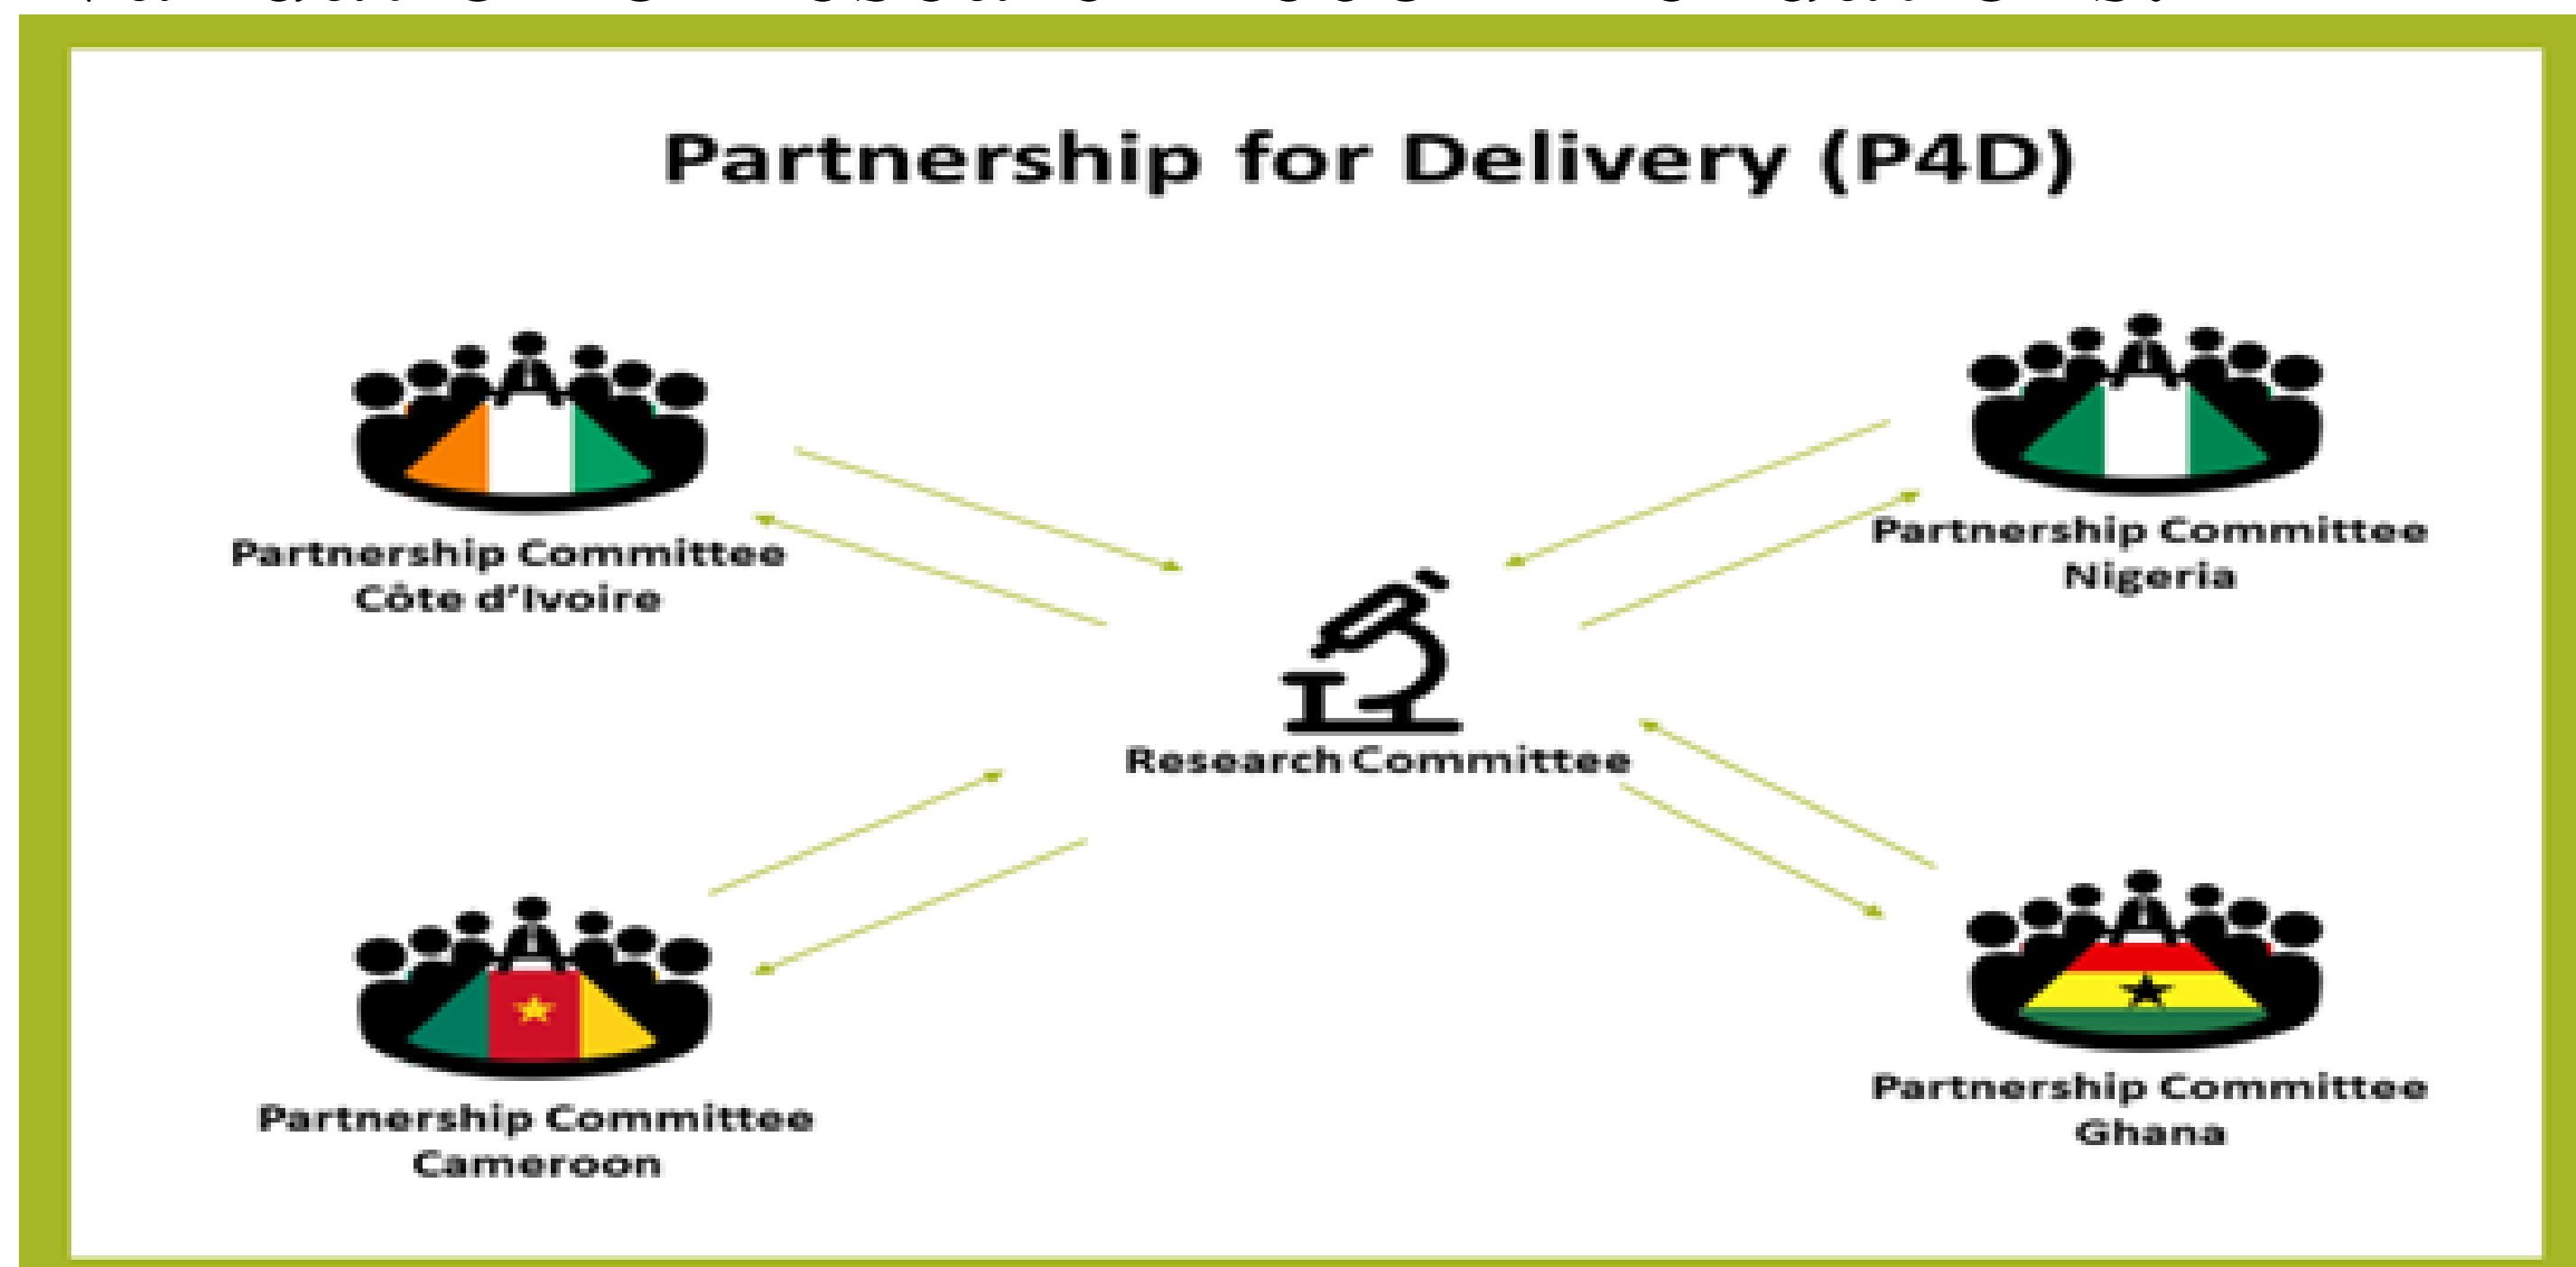 Partnership for Delivery (P4D)
Partnership Committee
Côte d'Ivoire
Partnership Committee
Nigeria
Research Committee
Partnership Committee
Cameroon
Partnership Committee
Ghana